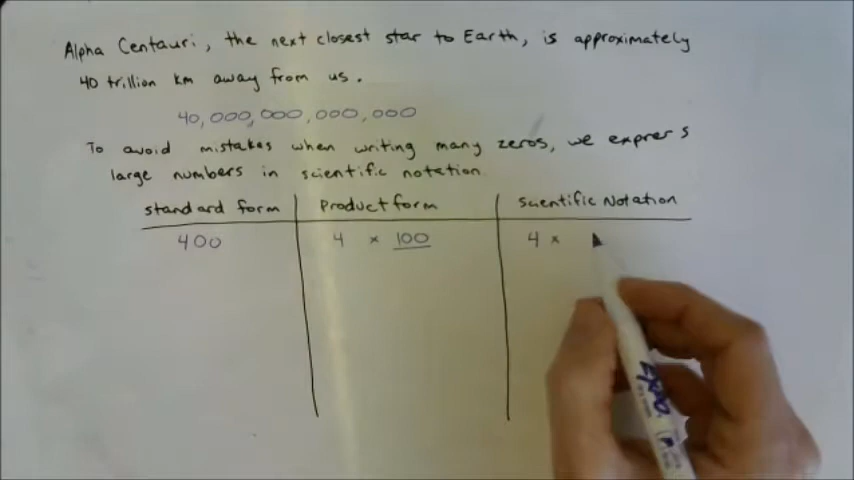 Alpha Centauri, the next closest star to Earth, is approximately
40 trillion km away from us.
40,000,000,000,000
To avoid mistakes when writing many zeros, we express
large numbers in scientific notation.
standard form Product form Scientific Notation
400 4 × 100 4 ×
EXPO